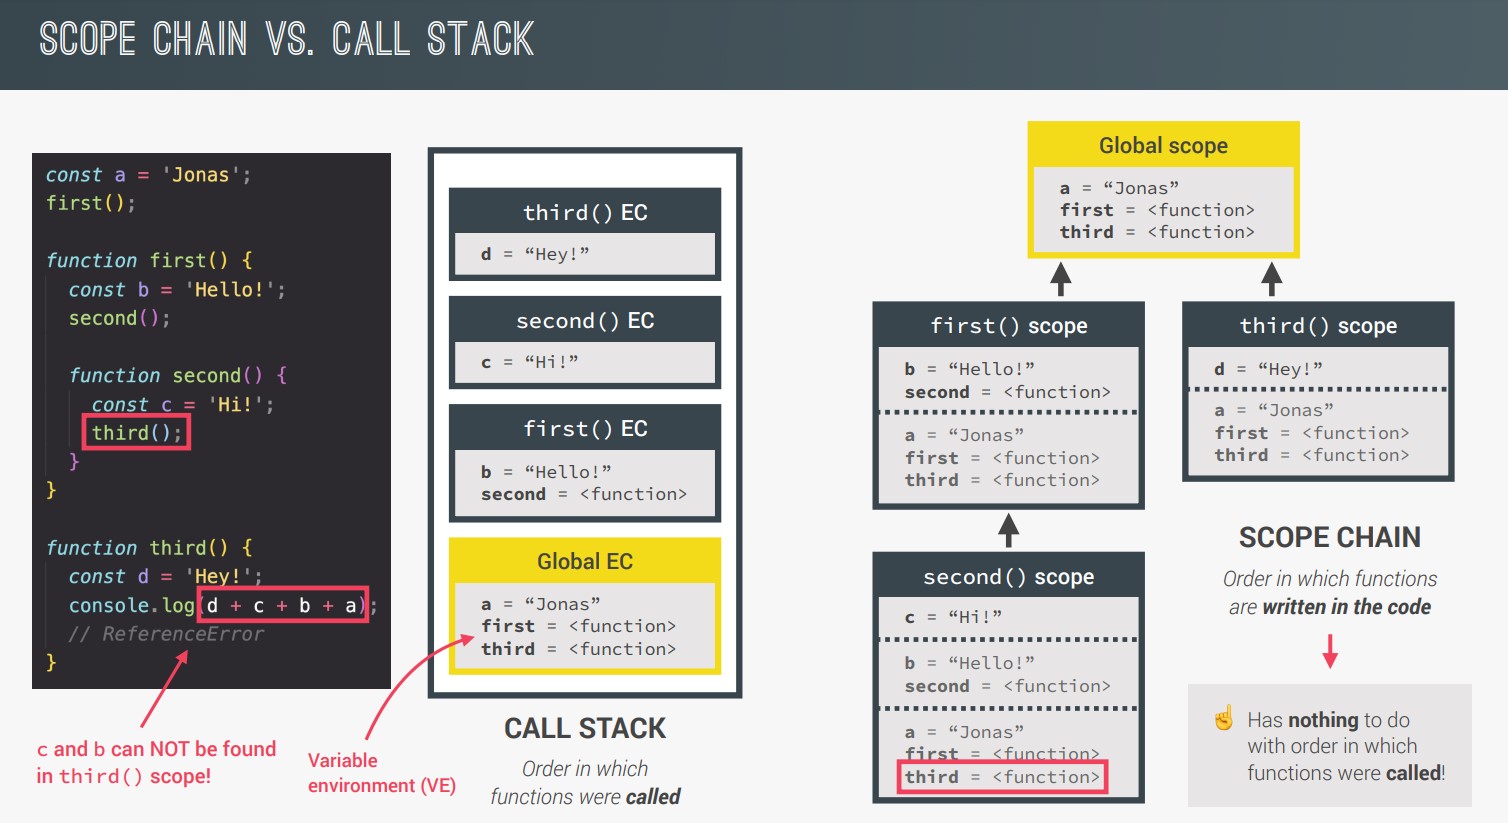 SCOPE CHAIN VS. CALL STACK
const a = 'Jonas';
first();
function first() {
const b = 'Hello!';
second();
function second() {
const c = 'Hi!';
third();
}
}
function third() {
const d = 'Hey!';
console.log(d + c + b + a);
// ReferenceError
}
c and b can NOT be found
in third() scope!
third() EC
d = “Hey!”
second() EC
c = “Hi!”
first() EC
b = “Hello!”
second = <function>
Global EC
a = “Jonas”
first = <function>
third = <function>
Variable
environment (VE)
CALL STACK
Order in which
functions were called
Global scope
a = “Jonas”
first = <function>
third = <function>
first() scope
b = “Hello!”
second = <function>
a = “Jonas”
first = <function>
third = <function>
second() scope
c = “Hi!”
b = “Hello!”
second = <function>
a = “Jonas”
first = <function>
third = <function>
third() scope
d = “Hey!”
a = “Jonas”
first = <function>
third = <function>
SCOPE CHAIN
Order in which functions
are written in the code
☝ Has nothing to do
with order in which
functions were called!